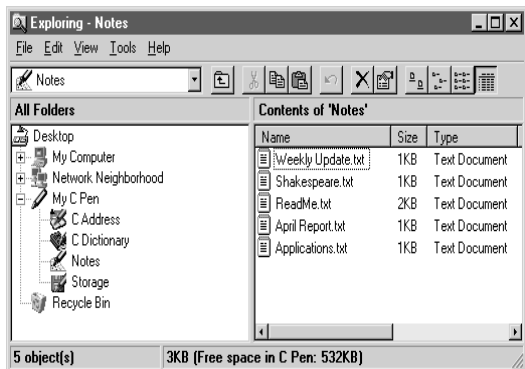 Exploring - Notes
File Edit View Tools Help
Notes
All Folders
Contents of 'Notes'
Desktop
My Computer
Network Neighborhood
My C Pen
C Address
C Dictionary
Notes
Storage
Recycle Bin
Name Size Type
Weekly Update.txt 1KB Text Document
Shakespeare.txt 1KB Text Document
ReadMe.txt 2KB Text Document
April Report.txt 1KB Text Document
Applications.txt 1KB Text Document
5 object(s) 3KB (Free space in C Pen: 532KB)